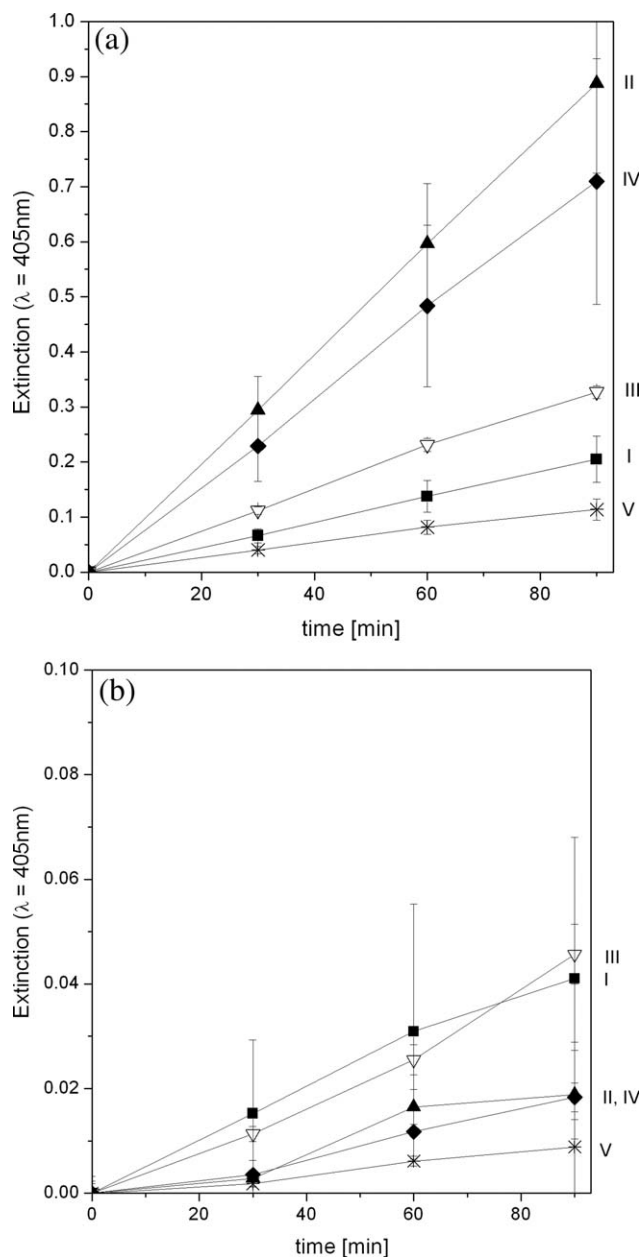 (a)
1.0
0.9
0.8
0.7
0.6
0.5
0.4
0.3
0.2
0.1
0.0
Extinction (λ = 405nm)
II
IV
III
I
V
0 20 40 60 80
time [min]
(b)
0.10
0.08
0.06
0.04
0.02
0.00
Extinction (λ = 405nm)
III
I
II, IV
V
0 20 40 60 80
time [min]